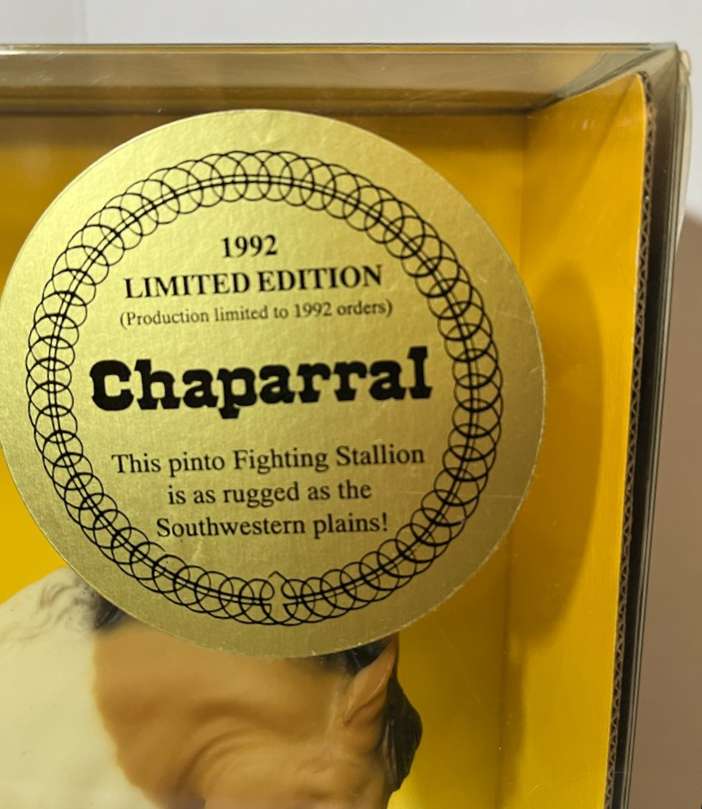 1992
LIMITED EDITION
(Production limited to 1992 orders)
Chaparral
This pinto Fighting Stallion
is as rugged as the
Southwestern plains!